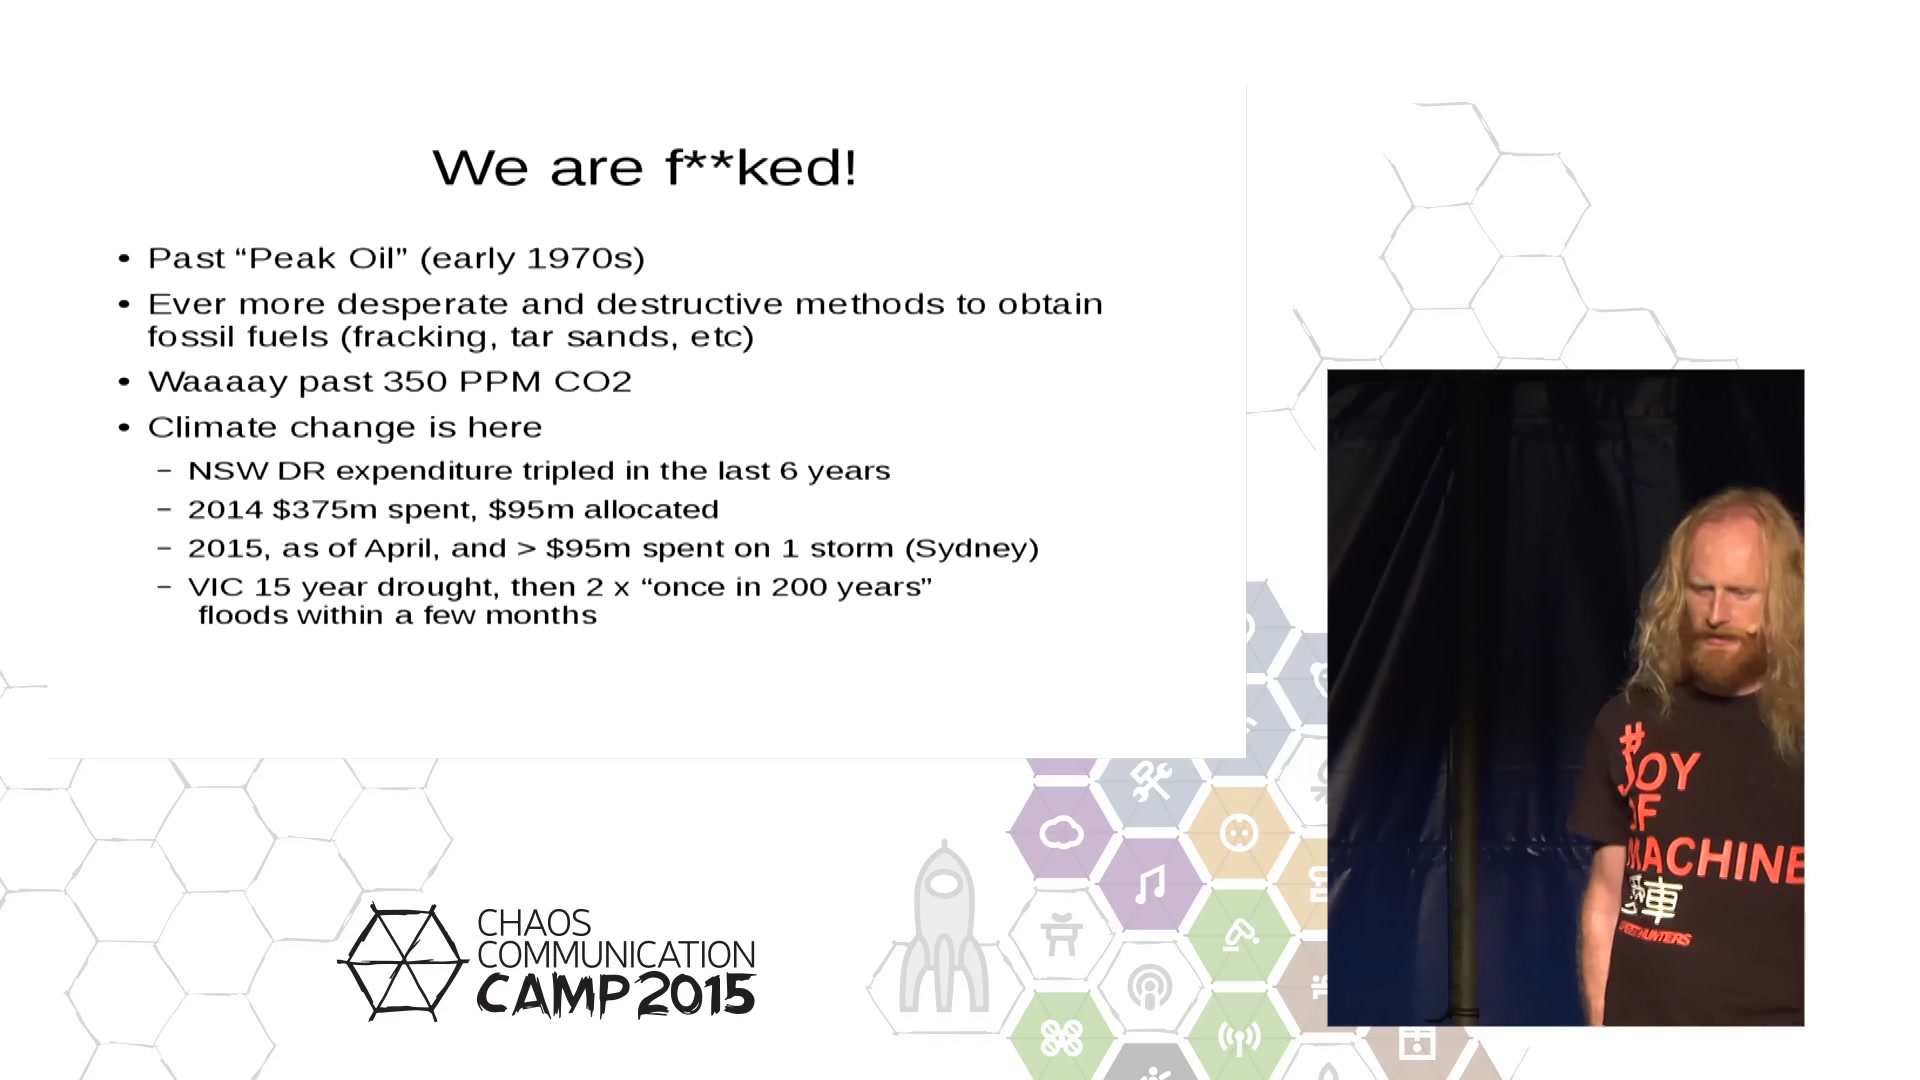 We are f**ked!
• Past “Peak Oil” (early 1970s)
• Ever more desperate and destructive methods to obtain
fossil fuels (fracking, tar sands, etc)
• Waaaay past 350 PPM CO2
• Climate change is here
– NSW DR expenditure tripled in the last 6 years
– 2014 $375m spent, $95m allocated
– 2015, as of April, and > $95m spent on 1 storm (Sydney)
– VIC 15 year drought, then 2 x “once in 200 years”
floods within a few months
#
JOY
OF
MACHINE
車
CHAOS
COMMUNICATION
CAMP 2015